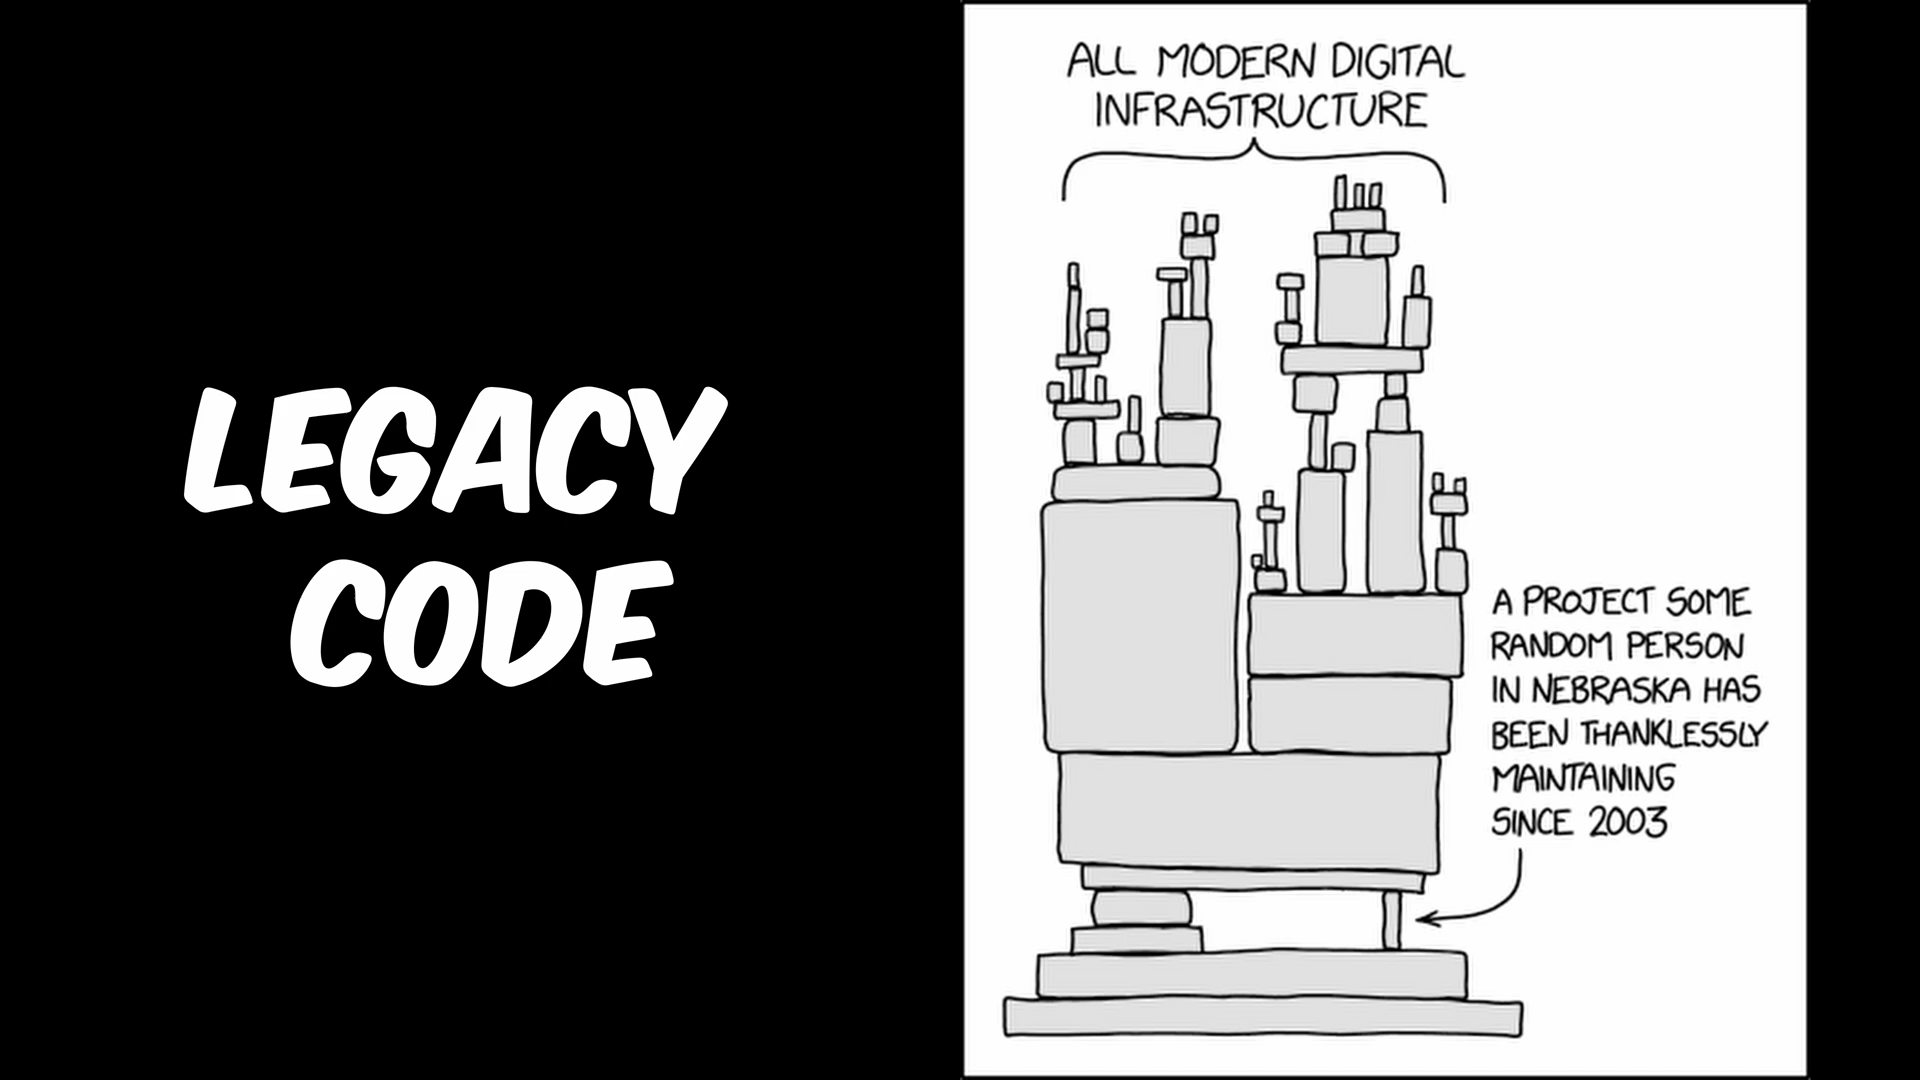 LEGACY
CODE
ALL MODERN DIGITAL
INFRASTRUCTURE
A PROJECT SOME
RANDOM PERSON
IN NEBRASKA HAS
BEEN THANKLESSLY
MAINTAINING
SINCE 2003